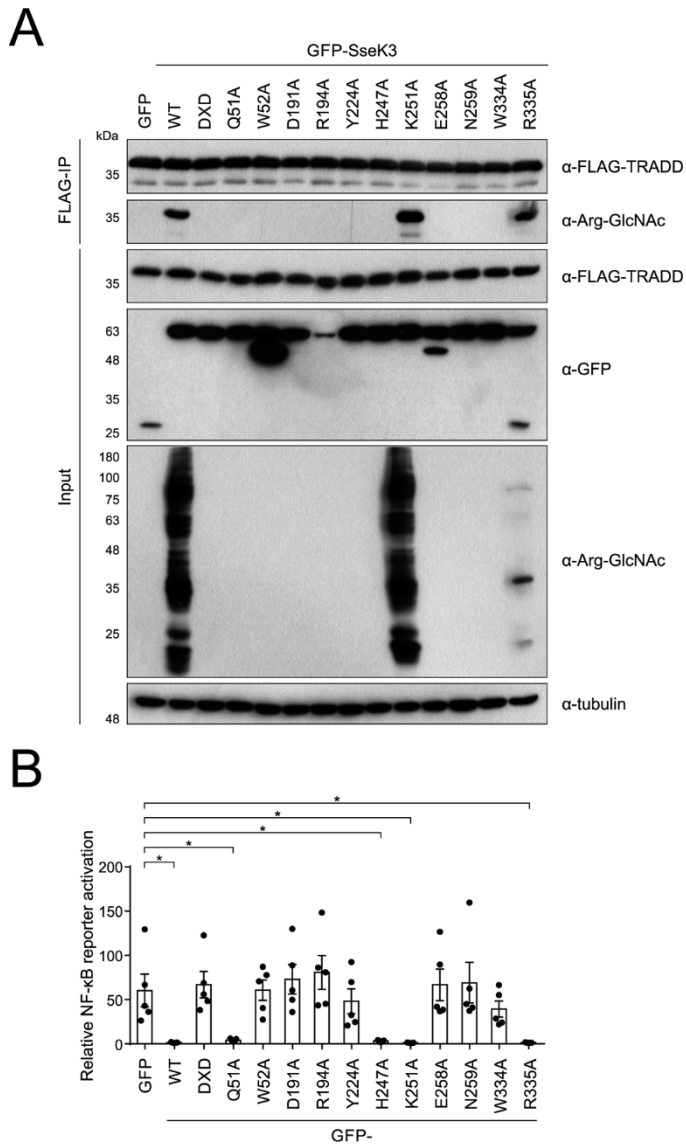 A
GFP-SseK3
GFP
WT
DXD
Q51A
W52A
D191A
R194A
Y224A
H247A
K251A
E258A
N259A
W334A
R335A
kDa
FLAG-IP
35
α-FLAG-TRADD
35
α-Arg-GlcNAc
Input
35
α-FLAG-TRADD
63
48
35
25
α-GFP
180
100
75
63
48
35
25
α-Arg-GlcNAc
48
α-tubulin
B
*
*
*
*
*
Relative NF-κB reporter activation
200
150
100
50
0
GFP
WT
DXD
Q51A
W52A
D191A
R194A
Y224A
H247A
K251A
E258A
N259A
W334A
R335A
GFP-